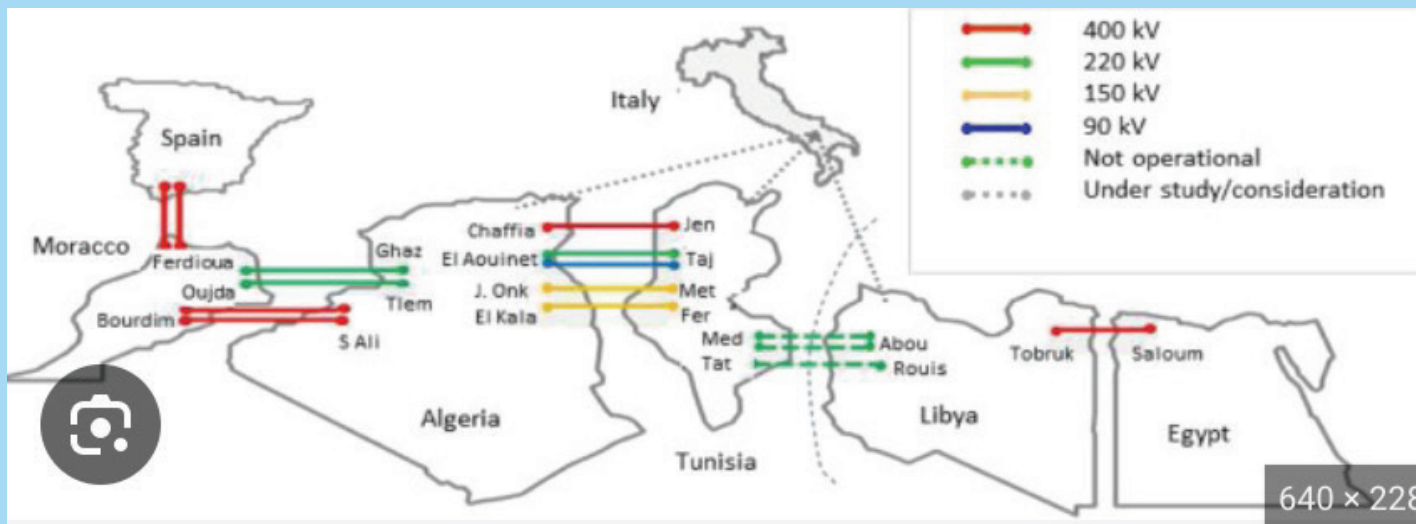 400 kV
220 kV
150 kV
90 kV
Not operational
Under study/consideration
Italy
Spain
Moracco
Ferdioua
Ghaz
Oujda
Tlem
Bourdim
S Ali
Chaffia
Jen
El Aouinet
Taj
J. Onk
Met
El Kala
Fer
Med
Abou
Tat
Rouis
Tobruk
Saloum
Algeria
Tunisia
Libya
Egypt
640 × 228